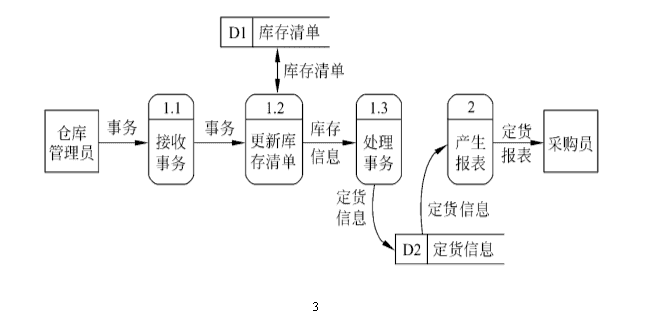 D1 库存清单
库存清单
1.1
1.2
1.3
2
仓库
管理员
事务
接收
事务
事务
更新库
存清单
库存
信息
处理
事务
产生
报表
定货
报表
采购员
定货
信息
定货信息
D2 定货信息
3